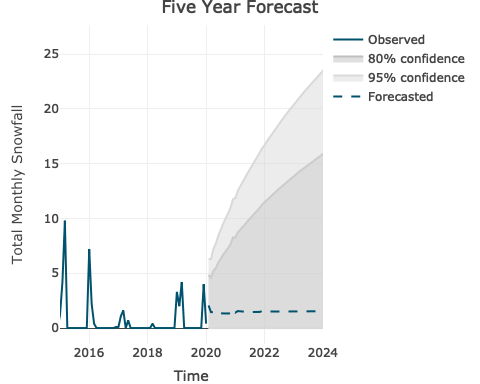 Five Year Forecast
Observed
80% confidence
95% confidence
Forecasted
Total Monthly Snowfall
25
20
15
10
5
0
2016 2018 2020 2022 2024
Time